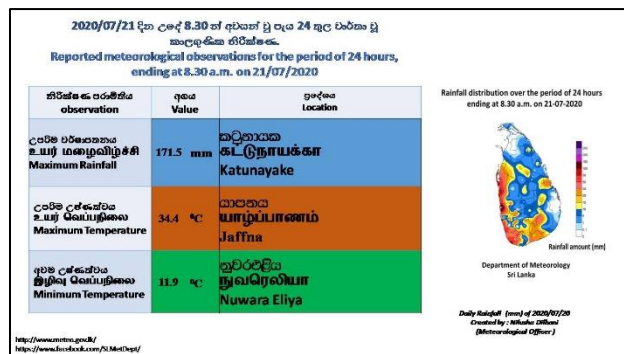 2020/07/21 දින උදේ 8.30 න් අවසන් වූ පැය 24 තුල වාර්තා වූ
කාලගුණික නිරීක්ෂණ
Reported meteorological observations for the period of 24 hours,
ending at 8.30 a.m. on 21/07/2020
නිරීක්ෂණ පරාමිතිය
observation
අගය
Value
ප්‍රදේශය
Location
උපරිම වර්ෂාපතනය
உயர் மழைவீழ்ச்சி
Maximum Rainfall
171.5 mm
කටුනායක
கட்டுநாயக்கா
Katunayake
උපරිම උෂ්ණත්වය
உயர் வெப்பநிலை
Maximum Temperature
34.4 ⁰C
යාපනය
யாழ்ப்பாணம்
Jaffna
අවම උෂ්ණත්වය
இழிவு வெப்பநிலை
Minimum Temperature
11.9 ⁰C
නුවරඑළිය
நுவரெலியா
Nuwara Eliya
Rainfall distribution over the period of 24 hours
ending at 8.30 a.m. on 21-07-2020
Rainfall amount (mm)
Department of Meteorology
Sri Lanka
Daily Rainfall (mm) of 2020/07/20
Created by : Nilusha Dilhani
(Meteorological Officer )
http://www.meteo.gov.lk/
https://www.facebook.com/SLMetDept/